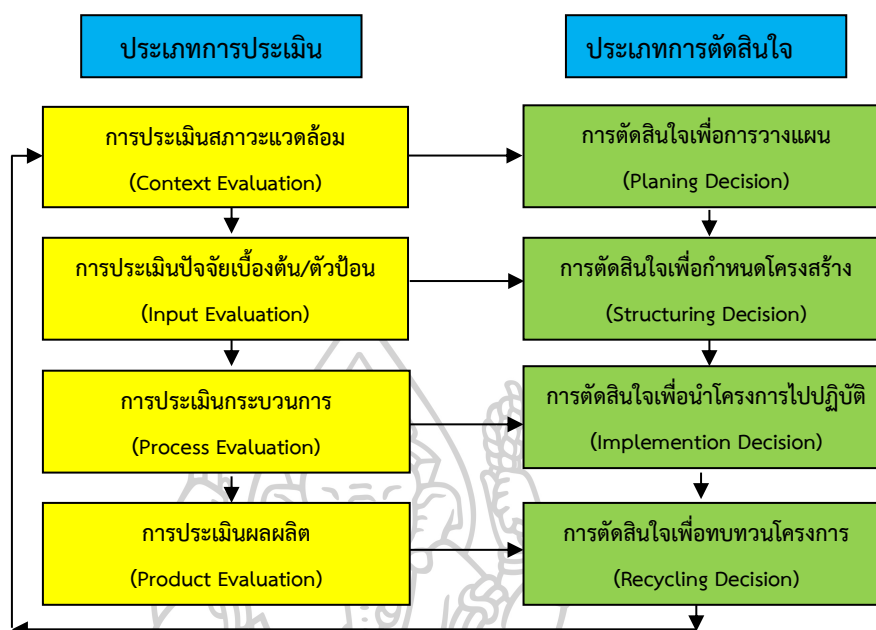 ประเภทการประเมิน
ประเภทการตัดสินใจ
การประเมินสภาวะแวดล้อม
(Context Evaluation)
การตัดสินใจเพื่อการวางแผน
(Planing Decision)
การประเมินปัจจัยเบื้องต้น/ตัวป้อน
(Input Evaluation)
การตัดสินใจเพื่อกำหนดโครงสร้าง
(Structuring Decision)
การประเมินกระบวนการ
(Process Evaluation)
การตัดสินใจเพื่อนำโครงการไปปฏิบัติ
(Implemention Decision)
การประเมินผลผลิต
(Product Evaluation)
การตัดสินใจเพื่อทบทวนโครงการ
(Recycling Decision)